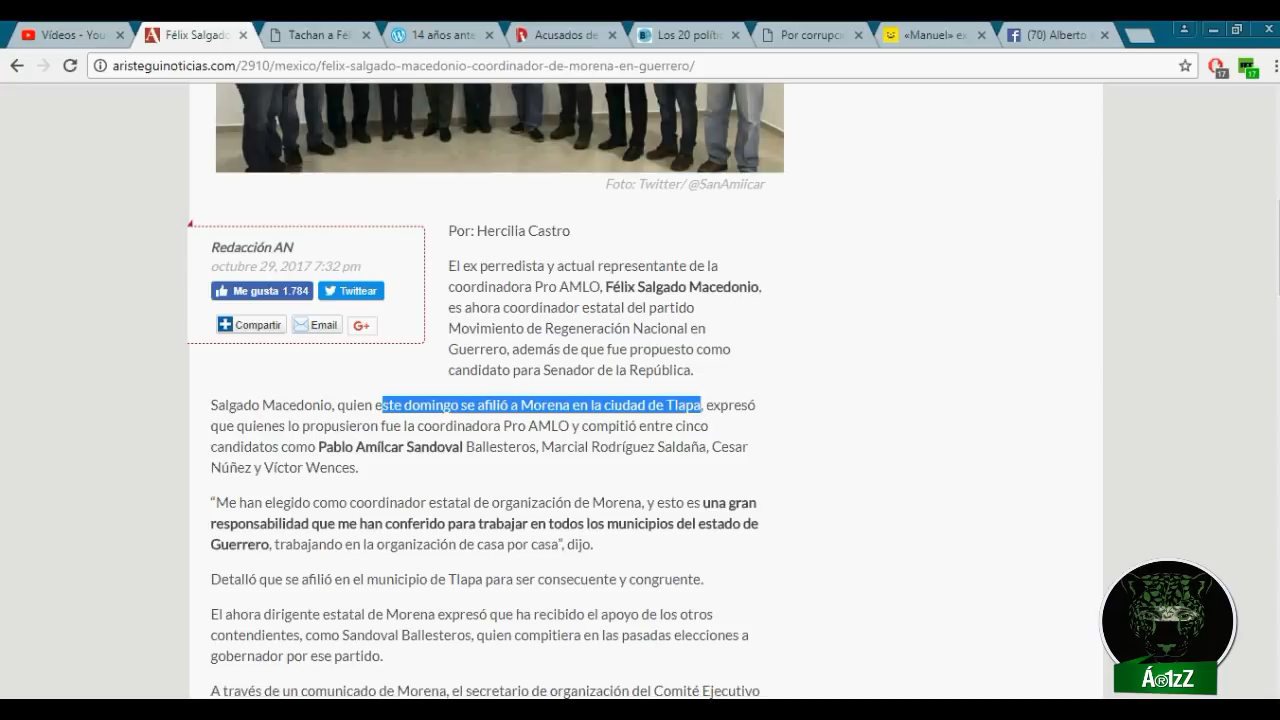 Vídeos - You
Félix Salgado
Tachan a Féli
14 años ante
Acusados de
Los 20 políti
Por corrupci
«Manuel» ex
(70) Alberto
aristeguinoticias.com/2910/mexico/felix-salgado-macedonio-coordinador-de-morena-en-guerrero/
17
17
Foto: Twitter/ @SanAmiicar
Redacción AN
octubre 29, 2017 7:32 pm
Me gusta 1.784
Twittear
Compartir
Email
G+
Por: Hercilia Castro
El ex perredista y actual representante de la
coordinadora Pro AMLO, Félix Salgado Macedonio,
es ahora coordinador estatal del partido
Movimiento de Regeneración Nacional en
Guerrero, además de que fue propuesto como
candidato para Senador de la República.
Salgado Macedonio, quien este domingo se afilió a Morena en la ciudad de Tlapa, expresó
que quienes lo propusieron fue la coordinadora Pro AMLO y compitió entre cinco
candidatos como Pablo Amílcar Sandoval Ballesteros, Marcial Rodríguez Saldaña, Cesar
Núñez y Víctor Wences.
“Me han elegido como coordinador estatal de organización de Morena, y esto es una gran
responsabilidad que me han conferido para trabajar en todos los municipios del estado de
Guerrero, trabajando en la organización de casa por casa”, dijo.
Detalló que se afilió en el municipio de Tlapa para ser consecuente y congruente.
El ahora dirigente estatal de Morena expresó que ha recibido el apoyo de los otros
contendientes, como Sandoval Ballesteros, quien compitiera en las pasadas elecciones a
gobernador por ese partido.
A través de un comunicado de Morena, el secretario de organización del Comité Ejecutivo
Á®1zZ